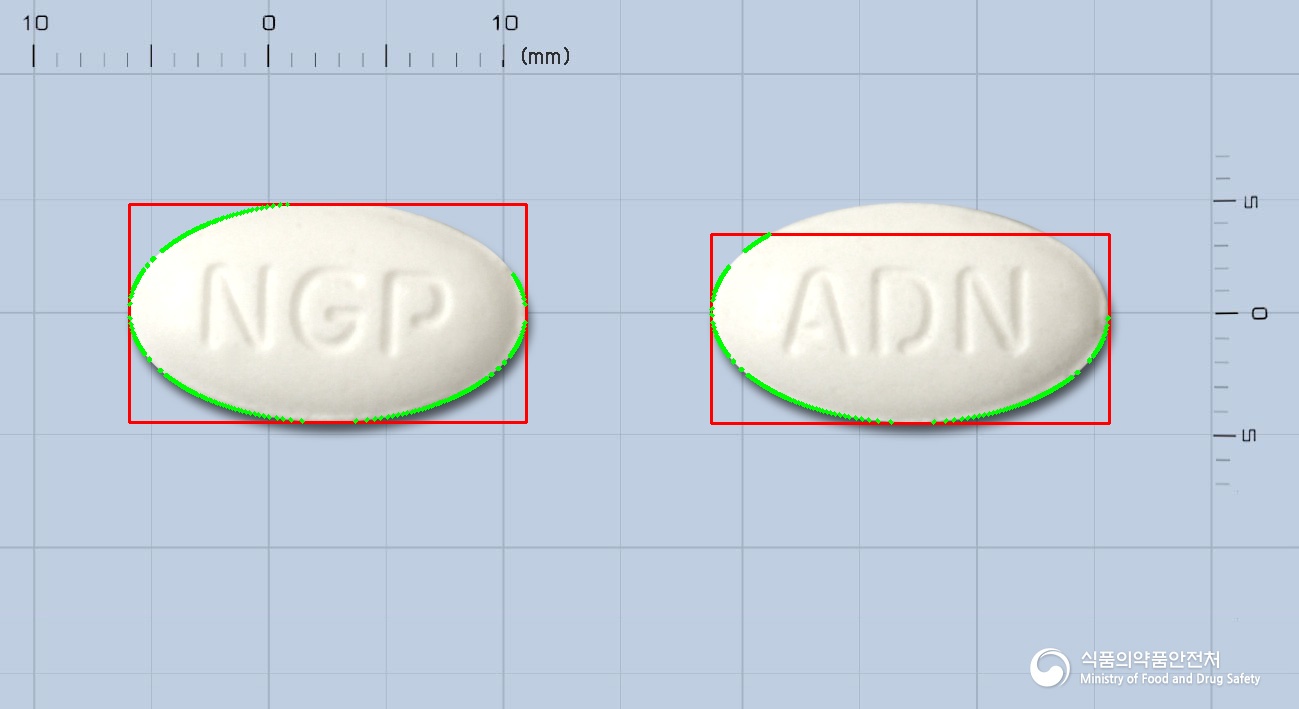 10 0 10
(mm)
NGP ADN
5
0
5
식품의약품안전처
Ministry of Food and Drug Safety